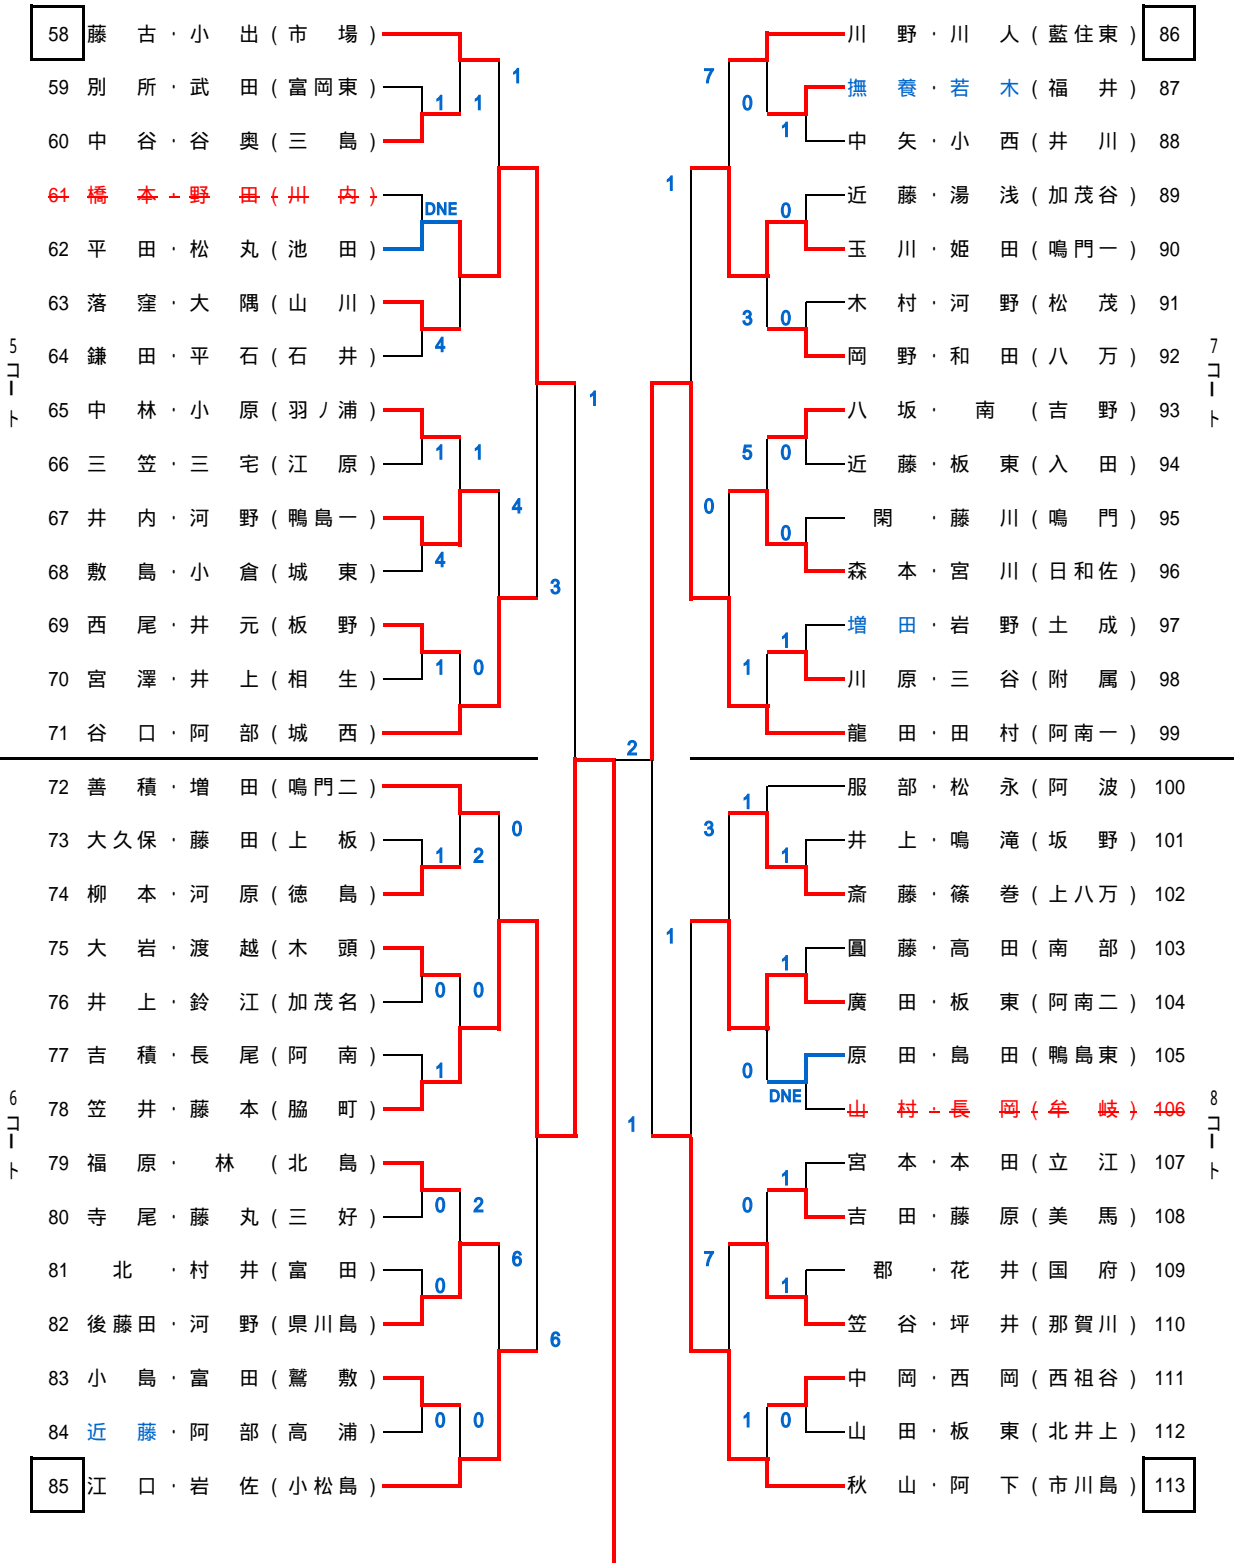 58 藤古・小出(市場)
59 別所・武田(富岡東)
60 中谷・谷奥(三島)
61 橋本・野田(川内)
62 平田・松丸(池田)
63 落窪・大隅(山川)
64 鎌田・平石(石井)
65 中林・小原(羽ノ浦)
66 三笠・三宅(江原)
67 井内・河野(鴨島一)
68 敷島・小倉(城東)
69 西尾・井元(板野)
70 宮澤・井上(相生)
71 谷口・阿部(城西)
5コート
1
1 1
DNE
4
1
1 1
4
4
3
1 0
72 善積・増田(鳴門二)
73 大久保・藤田(上板)
74 柳本・河原(徳島)
75 大岩・渡越(木頭)
76 井上・鈴江(加茂名)
77 吉積・長尾(阿南)
78 笠井・藤本(脇町)
79 福原・林(北島)
80 寺尾・藤丸(三好)
81 北・村井(富田)
82 後藤田・河野(県川島)
83 小島・富田(鷲敷)
84 近藤・阿部(高浦)
85 江口・岩佐(小松島)
6コート
0
1 2
0 0
1
0 2
6
0
6
0 0
2
1
川野・川人(藍住東) 86
撫養・若木(福井) 87
中矢・小西(井川) 88
近藤・湯浅(加茂谷) 89
玉川・姫田(鳴門一) 90
木村・河野(松茂) 91
岡野・和田(八万) 92
八坂・南(吉野) 93
近藤・板東(入田) 94
閑・藤川(鳴門) 95
森本・宮川(日和佐) 96
増田・岩野(土成) 97
川原・三谷(附属) 98
龍田・田村(阿南一) 99
7コート
7
0
1
1
0
3 0
5 0
0
0
1
1
服部・松永(阿波) 100
井上・鳴滝(坂野) 101
斎藤・篠巻(上八万) 102
圓藤・高田(南部) 103
廣田・板東(阿南二) 104
原田・島田(鴨島東) 105
山村・長岡(牟岐) 106
宮本・本田(立江) 107
吉田・藤原(美馬) 108
郡・花井(国府) 109
笠谷・坪井(那賀川) 110
中岡・西岡(西祖谷) 111
山田・板東(北井上) 112
秋山・阿下(市川島) 113
8コート
1
3
1
1
1
0
DNE
1
0
7
1
1 0